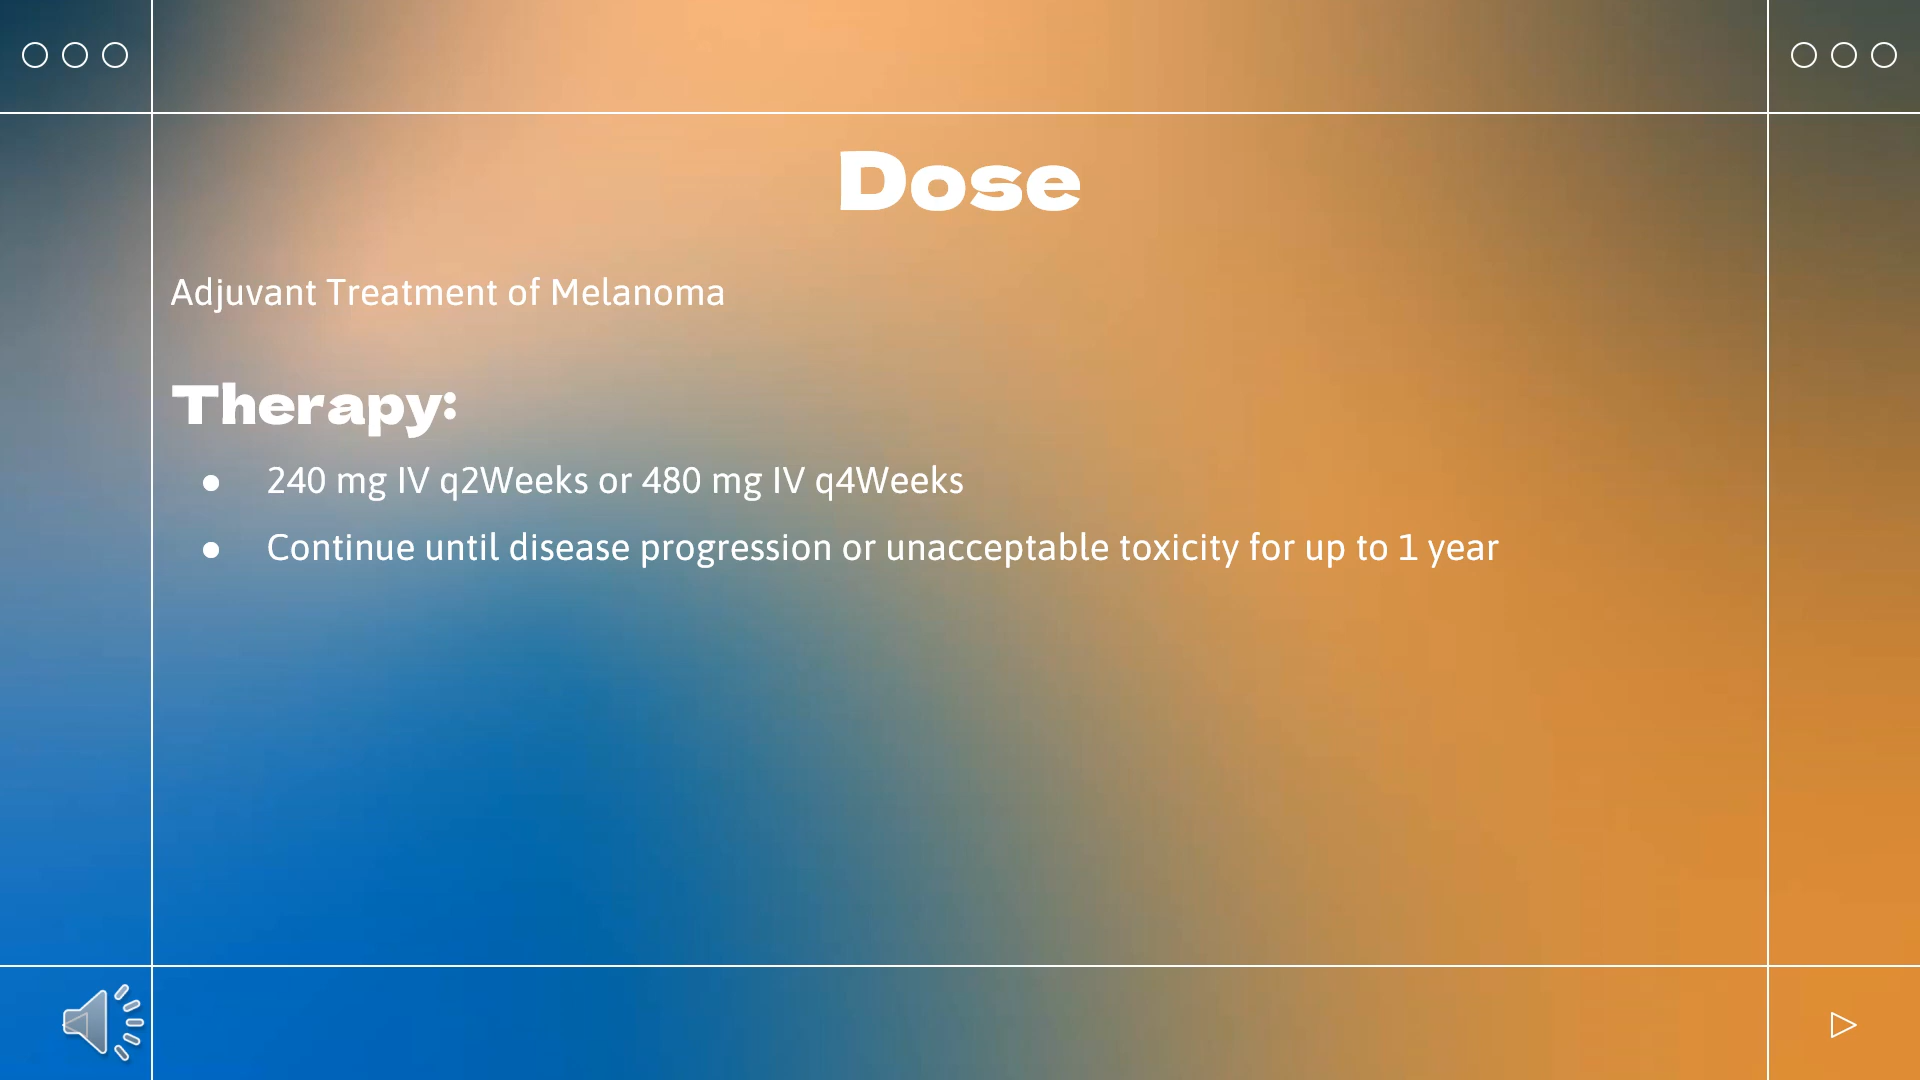 Dose
Adjuvant Treatment of Melanoma
Therapy:
● 240 mg IV q2Weeks or 480 mg IV q4Weeks
● Continue until disease progression or unacceptable toxicity for up to 1 year